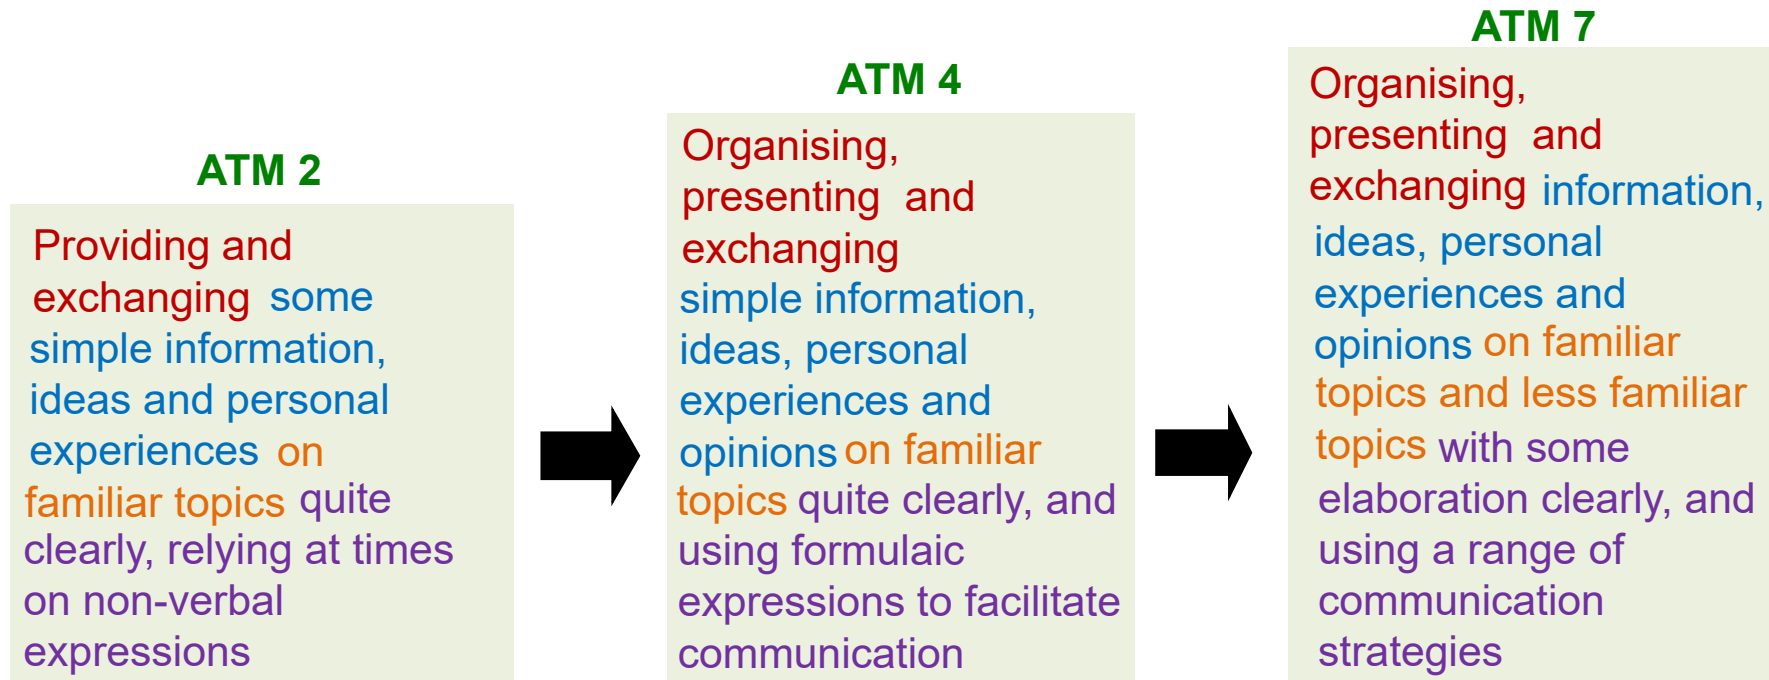 ATM 2
Providing and
exchanging some
simple information,
ideas and personal
experiences on
familiar topics quite
clearly, relying at times
on non-verbal
expressions
ATM 4
Organising,
presenting and
exchanging
simple information,
ideas, personal
experiences and
opinions on familiar
topics quite clearly, and
using formulaic
expressions to facilitate
communication
ATM 7
Organising,
presenting and
exchanging information,
ideas, personal
experiences and
opinions on familiar
topics and less familiar
topics with some
elaboration clearly, and
using a range of
communication
strategies